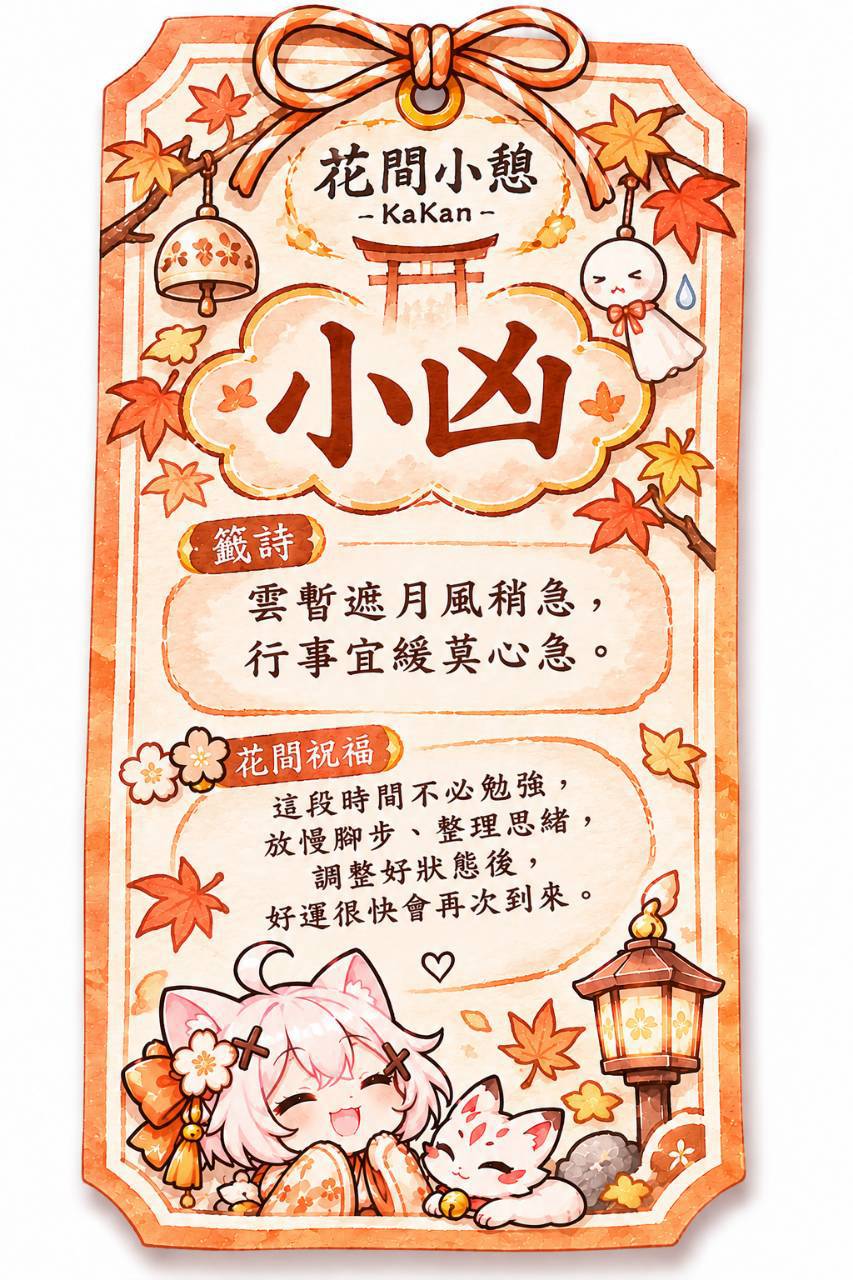 花間小憩
- KaKan -
小凶
籤詩
雲暫遮月風稍急，
行事宜緩莫心急。
花間祝福
這段時間不必勉強，
放慢腳步、整理思緒，
調整好狀態後，
好運很快會再次到來。